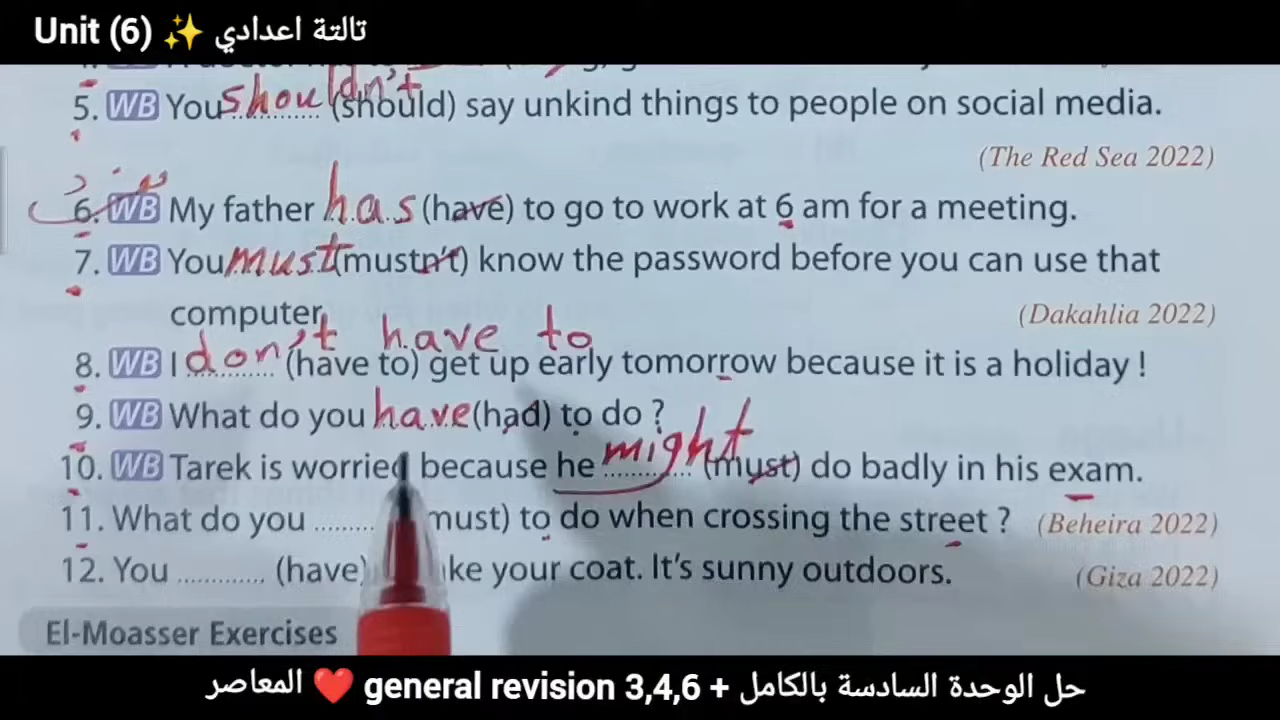 Unit (6) ✨ تالتة اعدادي
5. WB You shouldn't (should) say unkind things to people on social media.
(The Red Sea 2022)
6. WB My father has (have) to go to work at 6 am for a meeting.
7. WB You must (mustn't) know the password before you can use that
computer. (Dakahlia 2022)
8. WB I don't have to (have to) get up early tomorrow because it is a holiday !
9. WB What do you have (had) to do ?
10. WB Tarek is worried because he might (must) do badly in his exam.
11. What do you ............ must) to do when crossing the street ? (Beheira 2022)
12. You ............ (have) ke your coat. It's sunny outdoors. (Giza 2022)
El-Moasser Exercises
حل الوحدة السادسة بالكامل + general revision 3,4,6 ❤️ المعاصر